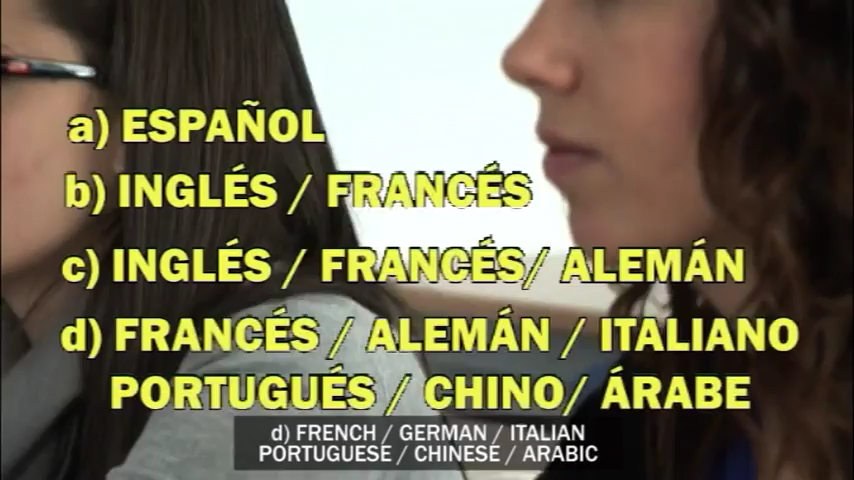 a) ESPAÑOL
b) INGLÉS / FRANCÉS
c) INGLÉS / FRANCÉS/ ALEMÁN
d) FRANCÉS / ALEMÁN / ITALIANO
PORTUGUÉS / CHINO/ ÁRABE
d) FRENCH / GERMAN / ITALIAN
PORTUGUESE / CHINESE / ARABIC